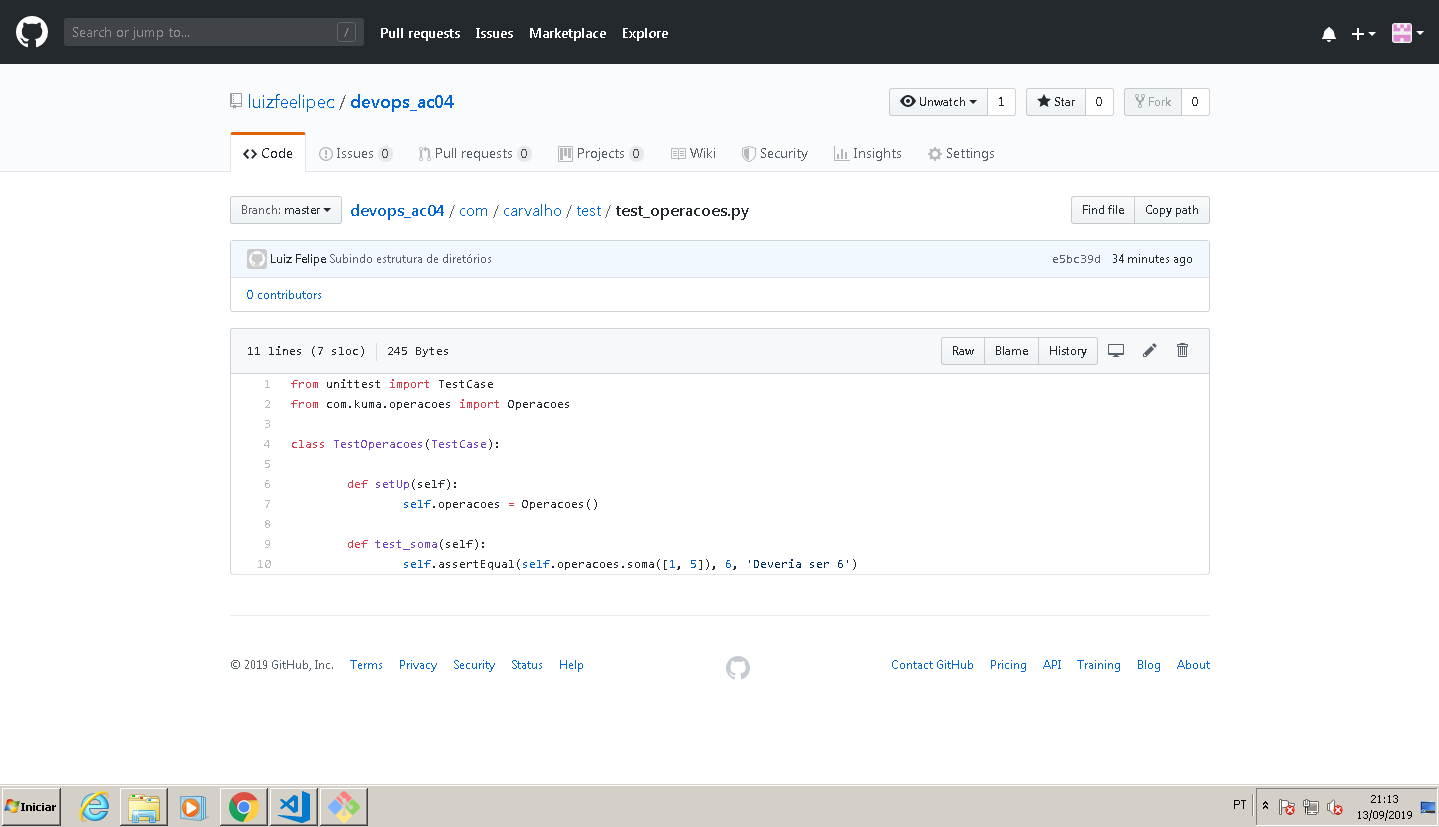 Search or jump to... /
Pull requests Issues Marketplace Explore
luizfeelipec / devops_ac04
Unwatch 1 Star 0 Fork 0
Code Issues 0 Pull requests 0 Projects 0 Wiki Security Insights Settings
Branch: master devops_ac04 / com / carvalho / test / test_operacoes.py Find file Copy path
Luiz Felipe Subindo estrutura de diretórios e5bc39d 34 minutes ago
0 contributors
11 lines (7 sloc) 245 Bytes Raw Blame History
1 from unittest import TestCase
2 from com.kuma.operacoes import Operacoes
3
4 class TestOperacoes(TestCase):
5
6 def setUp(self):
7 self.operacoes = Operacoes()
8
9 def test_soma(self):
10 self.assertEqual(self.operacoes.soma([1, 5]), 6, 'Deveria ser 6')
© 2019 GitHub, Inc. Terms Privacy Security Status Help Contact GitHub Pricing API Training Blog About
Iniciar PT 21:13
13/09/2019